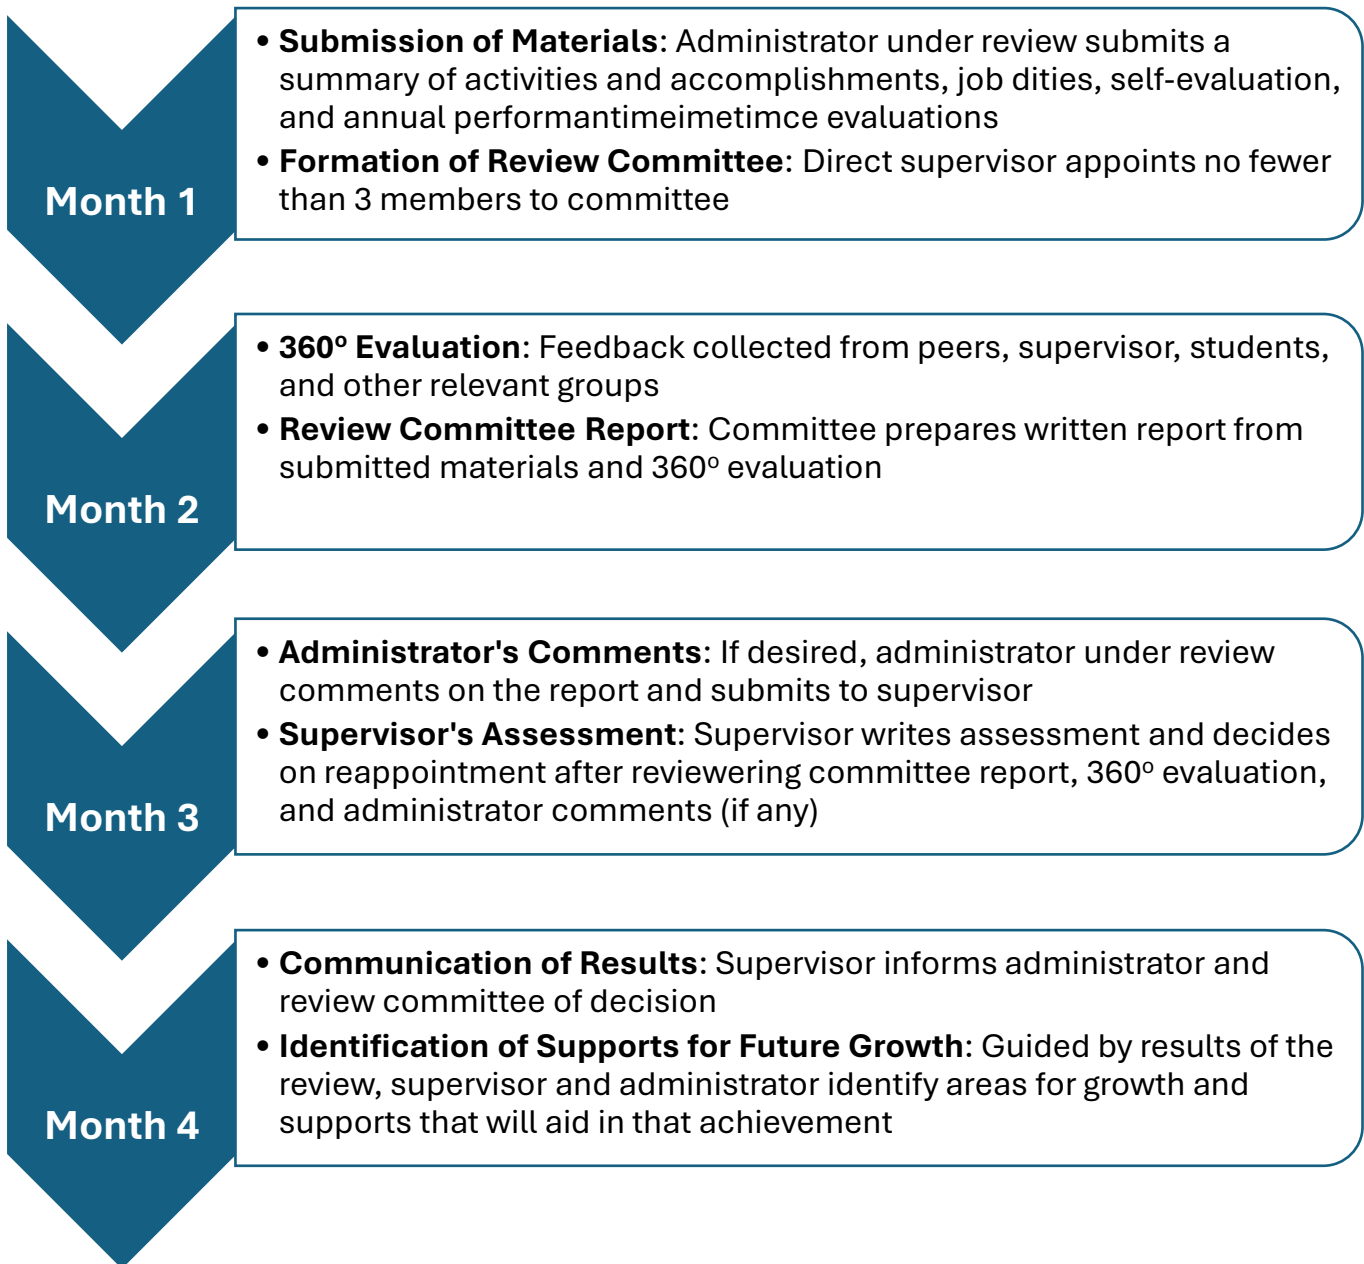 • Submission of Materials: Administrator under review submits a
summary of activities and accomplishments, job dities, self-evaluation,
and annual performantimeimetimce evaluations
• Formation of Review Committee: Direct supervisor appoints no fewer
than 3 members to committee
Month 1
• 360º Evaluation: Feedback collected from peers, supervisor, students,
and other relevant groups
• Review Committee Report: Committee prepares written report from
submitted materials and 360º evaluation
Month 2
• Administrator's Comments: If desired, administrator under review
comments on the report and submits to supervisor
• Supervisor's Assessment: Supervisor writes assessment and decides
on reappointment after reviewering committee report, 360º evaluation,
and administrator comments (if any)
Month 3
• Communication of Results: Supervisor informs administrator and
review committee of decision
• Identification of Supports for Future Growth: Guided by results of the
review, supervisor and administrator identify areas for growth and
supports that will aid in that achievement
Month 4